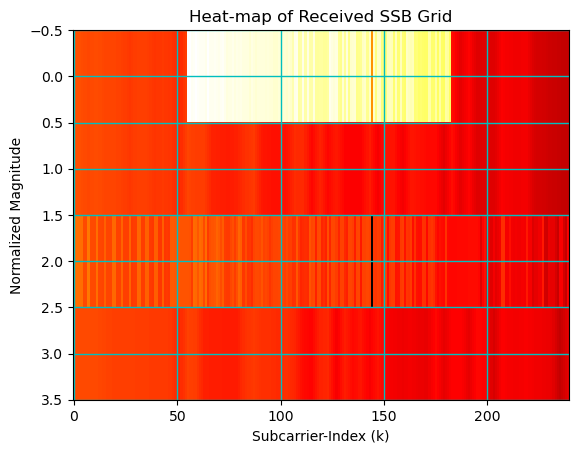 Heat-map of Received SSB Grid
−0.5
0.0
0.5
1.0
1.5
2.0
2.5
3.0
3.5
Normalized Magnitude
0 50 100 150 200
Subcarrier-Index (k)